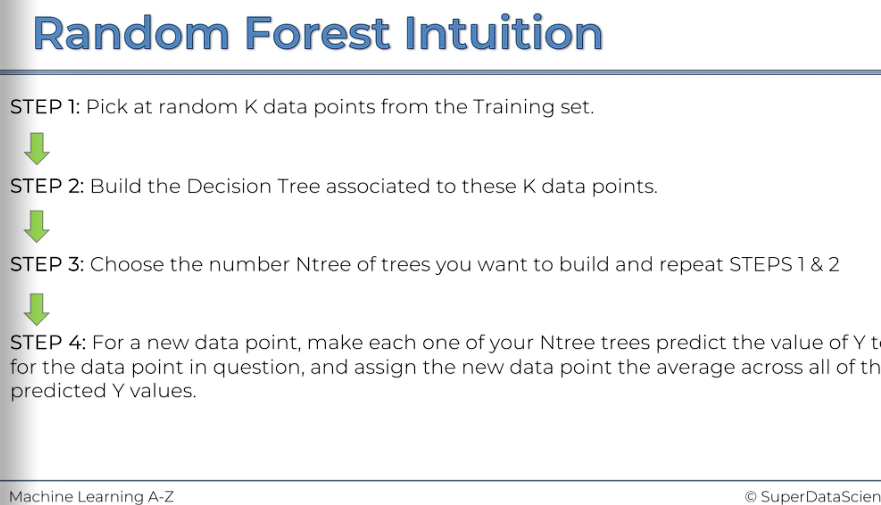 Random Forest Intuition
STEP 1: Pick at random K data points from the Training set.
STEP 2: Build the Decision Tree associated to these K data points.
STEP 3: Choose the number Ntree of trees you want to build and repeat STEPS 1 & 2
STEP 4: For a new data point, make each one of your Ntree trees predict the value of Y
for the data point in question, and assign the new data point the average across all of
predicted Y values.
Machine Learning A-Z
© SuperDataScien